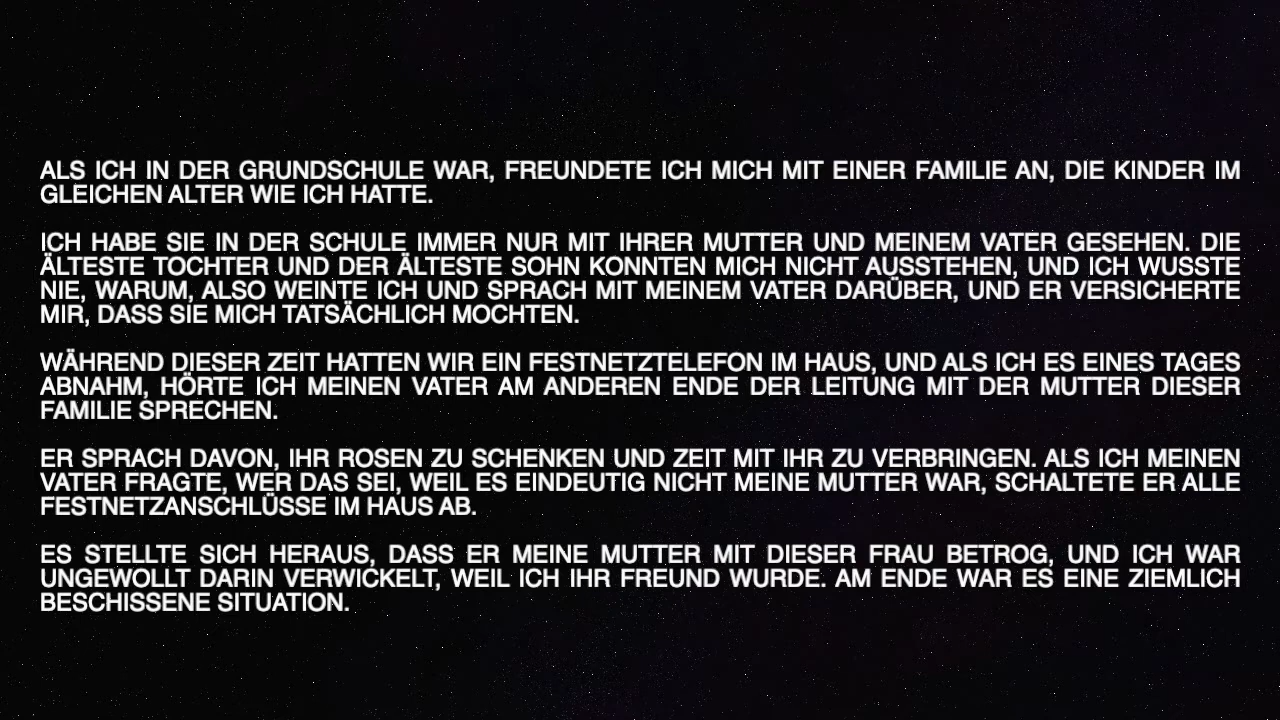 ALS ICH IN DER GRUNDSCHULE WAR, FREUNDETE ICH MICH MIT EINER FAMILIE AN, DIE KINDER IM
GLEICHEN ALTER WIE ICH HATTE.
ICH HABE SIE IN DER SCHULE IMMER NUR MIT IHRER MUTTER UND MEINEM VATER GESEHEN. DIE
ÄLTESTE TOCHTER UND DER ÄLTESTE SOHN KONNTEN MICH NICHT AUSSTEHEN, UND ICH WUSSTE
NIE, WARUM, ALSO WEINTE ICH UND SPRACH MIT MEINEM VATER DARÜBER, UND ER VERSICHERTE
MIR, DASS SIE MICH TATSÄCHLICH MOCHTEN.
WÄHREND DIESER ZEIT HATTEN WIR EIN FESTNETZTELEFON IM HAUS, UND ALS ICH ES EINES TAGES
ABNAHM, HÖRTE ICH MEINEN VATER AM ANDEREN ENDE DER LEITUNG MIT DER MUTTER DIESER
FAMILIE SPRECHEN.
ER SPRACH DAVON, IHR ROSEN ZU SCHENKEN UND ZEIT MIT IHR ZU VERBRINGEN. ALS ICH MEINEN
VATER FRAGTE, WER DAS SEI, WEIL ES EINDEUTIG NICHT MEINE MUTTER WAR, SCHALTETE ER ALLE
FESTNETZANSCHLÜSSE IM HAUS AB.
ES STELLTE SICH HERAUS, DASS ER MEINE MUTTER MIT DIESER FRAU BETROG, UND ICH WAR
UNGEWOLLT DARIN VERWICKELT, WEIL ICH IHR FREUND WURDE. AM ENDE WAR ES EINE ZIEMLICH
BESCHISSENE SITUATION.